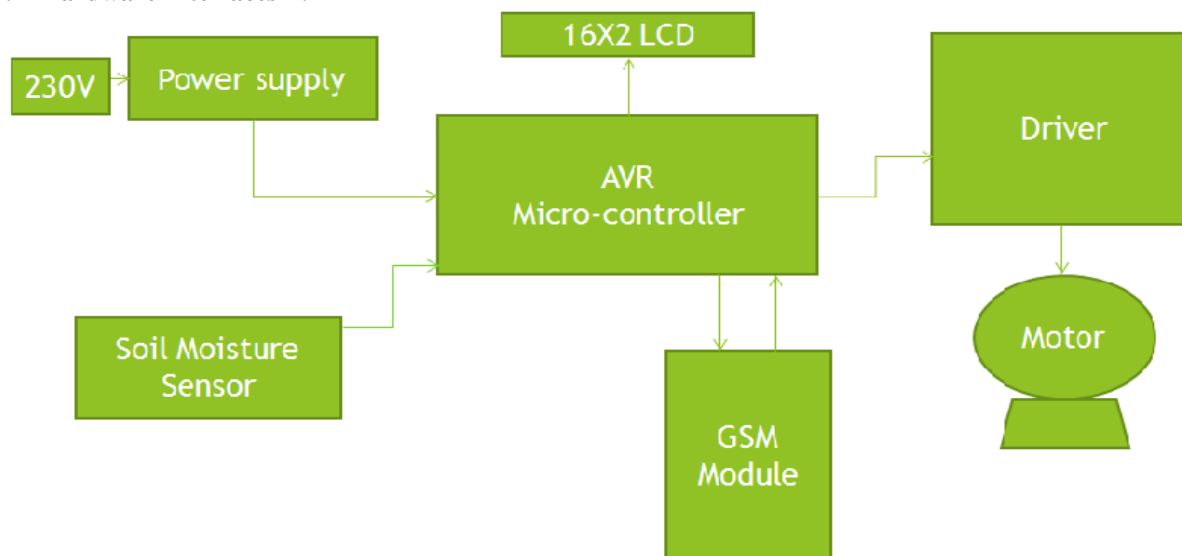 16X2 LCD
230V
Power supply
Driver
AVR
Micro-controller
Soil Moisture
Sensor
Motor
GSM
Module